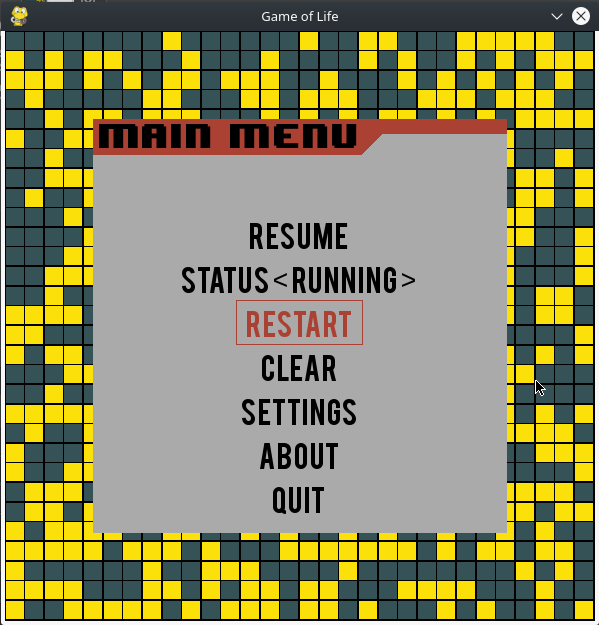 Game of Life
MAIN MENU
RESUME
STATUS < RUNNING >
RESTART
CLEAR
SETTINGS
ABOUT
QUIT